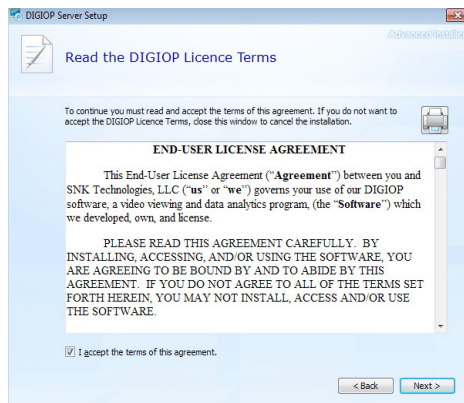 DIGIOP Server Setup
Advanced Installer
Read the DIGIOP Licence Terms
To continue you must read and accept the terms of this agreement. If you do not want to
accept the DIGIOP Licence Terms, close this window to cancel the installation.
END-USER LICENSE AGREEMENT
This End-User License Agreement (“Agreement”) between you and
SNK Technologies, LLC (“us” or “we”) governs your use of our DIGIOP
software, a video viewing and data analytics program, (the “Software”) which
we developed, own, and license.
PLEASE READ THIS AGREEMENT CAREFULLY. BY
INSTALLING, ACCESSING, AND/OR USING THE SOFTWARE, YOU
ARE AGREEING TO BE BOUND BY AND TO ABIDE BY THIS
AGREEMENT. IF YOU DO NOT AGREE TO ALL OF THE TERMS SET
FORTH HEREIN, YOU MAY NOT INSTALL, ACCESS AND/OR USE
THE SOFTWARE.
I accept the terms of this agreement.
< Back Next >